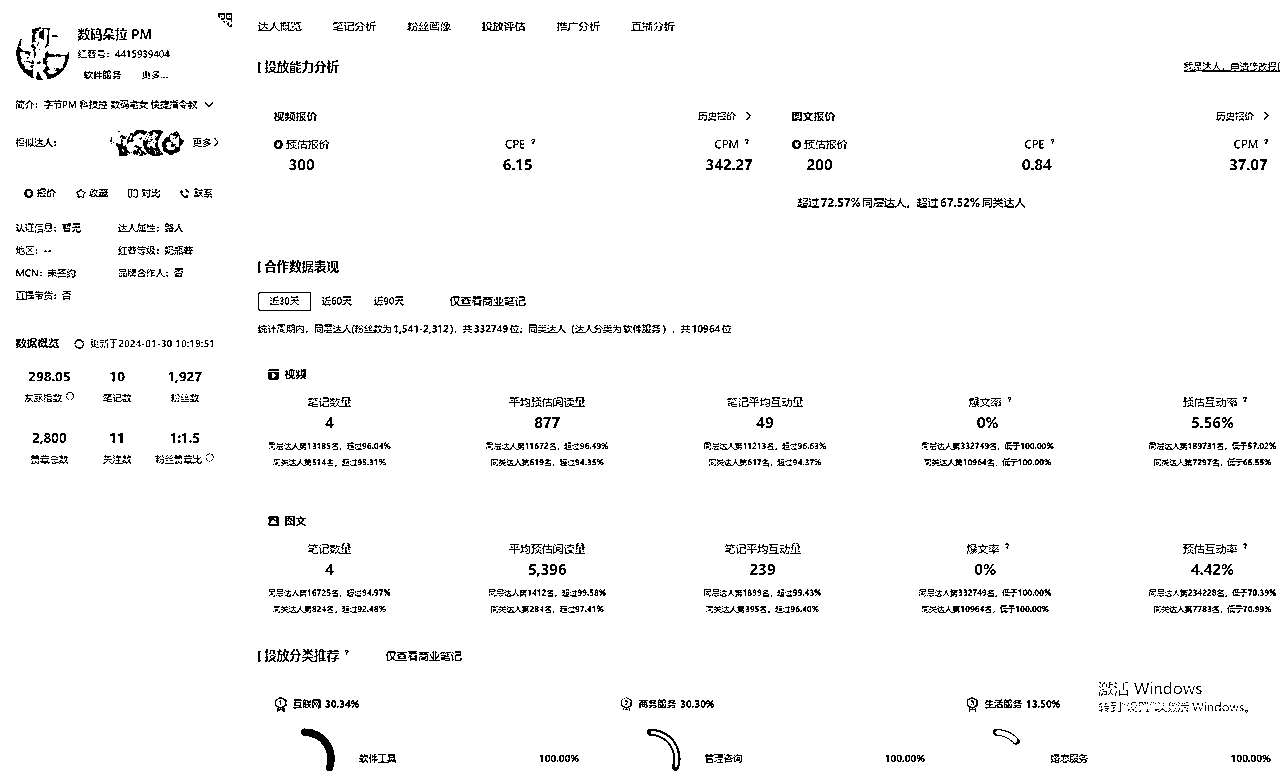 数码朵拉 PM
红薯号：4415939404
软件服务 更多...
简介：字节PM 科技控 数码宅女 快捷指令教
相似达人： 更多
报价 收藏 对比 联系
认证信息：暂无 达人属性：素人
地区：-- 红薯等级：奶瓶薯
MCN：未签约 品牌合作人：否
直播带货：否
数据概览 更新于2024-01-30 10:19:51
298.05 10 1,927
灰豚指数 笔记数 粉丝数
2,800 11 1:1.5
赞藏总数 关注数 粉丝赞藏比
达人概览 笔记分析 粉丝画像 投放评估 推广分析 直播分析
投放能力分析
视频报价 历史报价 >
预估报价 CPE ? CPM ?
300 6.15 342.27
图文报价 历史报价 >
预估报价 CPE ? CPM ?
200 0.84 37.07
超过72.57%同层达人，超过67.52%同类达人
合作数据表现
近30天 近60天 近90天 仅查看商业笔记
统计周期内，同层达人(粉丝数为1,541-2,312)，共332749位；同类达人（达人分类为软件服务），共10964位
视频
笔记数量 平均预估阅读量 笔记平均互动量 爆文率 ? 预估互动率 ?
4 877 49 0% 5.56%
同层达人第13185名，超过96.04% 同层达人第11672名，超过96.49% 同层达人第11213名，超过96.63% 同层达人第332749名，低于100.00% 同层达人第189731名，低于57.02%
同类达人第514名，超过95.31% 同类达人第619名，超过94.35% 同类达人第617名，超过94.37% 同类达人第10964名，低于100.00% 同类达人第7297名，低于66.55%
图文
笔记数量 平均预估阅读量 笔记平均互动量 爆文率 ? 预估互动率 ?
4 5,396 239 0% 4.42%
同层达人第16725名，超过94.97% 同层达人第1412名，超过99.58% 同层达人第1899名，超过99.43% 同层达人第332749名，低于100.00% 同层达人第234228名，低于70.39%
同类达人第824名，超过92.48% 同类达人第284名，超过97.41% 同类达人第395名，超过96.40% 同类达人第10964名，低于100.00% 同类达人第7783名，低于70.99%
投放分类推荐 ? 仅查看商业笔记
互联网 30.34% 商务服务 30.30% 生活服务 13.50%
软件工具 100.00% 管理咨询 100.00% 婚恋服务 100.00%
激活 Windows
转到"设置"以激活 Windows。